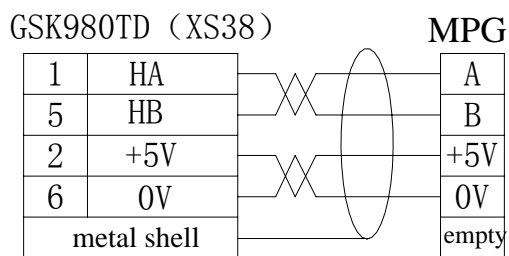 GSK980TD (XS38) MPG
1 HA A
5 HB B
2 +5V +5V
6 0V 0V
metal shell empty